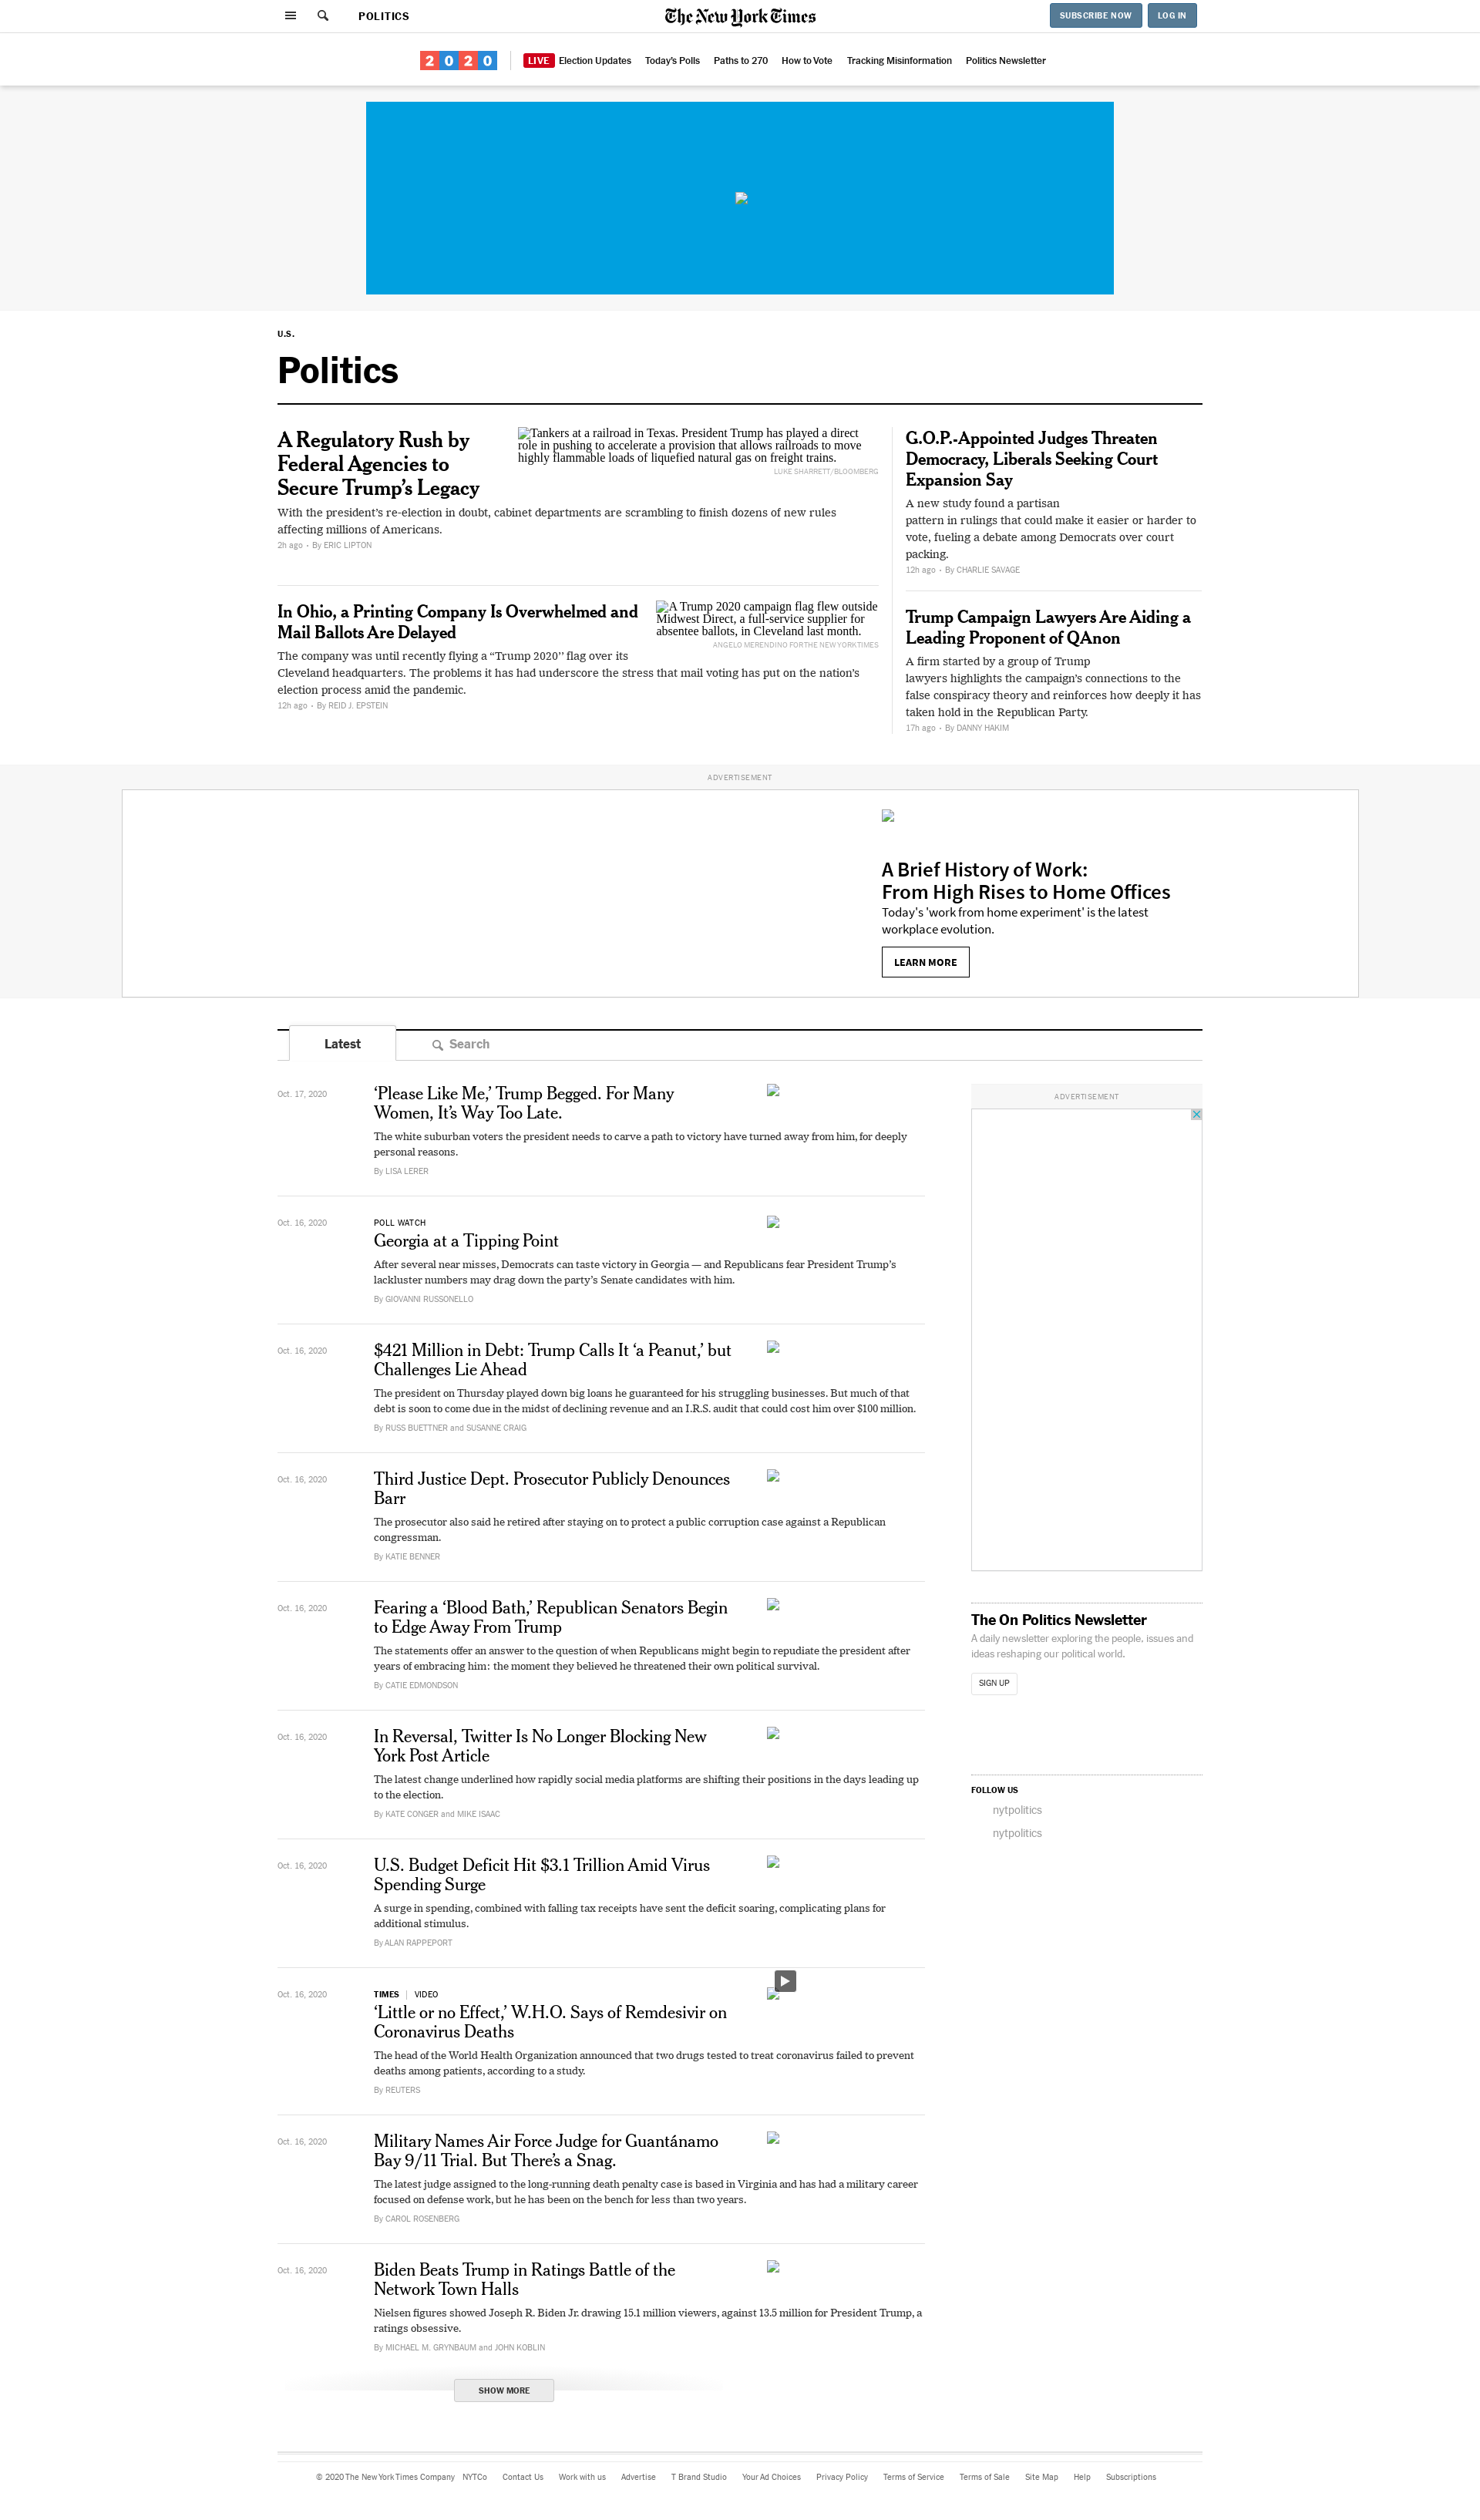 POLITICS
The New York Times
SUBSCRIBE NOW
LOG IN
2020
LIVE Election Updates
Today's Polls
Paths to 270
How to Vote
Tracking Misinformation
Politics Newsletter
U.S.
Politics
A Regulatory Rush by
Federal Agencies to
Secure Trump’s Legacy
Tankers at a railroad in Texas. President Trump has played a direct
role in pushing to accelerate a provision that allows railroads to move
highly flammable loads of liquefied natural gas on freight trains.
LUKE SHARRETT/BLOOMBERG
With the president’s re-election in doubt, cabinet departments are scrambling to finish dozens of new rules
affecting millions of Americans.
2h ago • By ERIC LIPTON
In Ohio, a Printing Company Is Overwhelmed and
Mail Ballots Are Delayed
A Trump 2020 campaign flag flew outside
Midwest Direct, a full-service supplier for
absentee ballots, in Cleveland last month.
ANGELO MERENDINO FOR THE NEW YORK TIMES
The company was until recently flying a “Trump 2020” flag over its
Cleveland headquarters. The problems it has had underscore the stress that mail voting has put on the nation’s
election process amid the pandemic.
12h ago • By REID J. EPSTEIN
G.O.P.-Appointed Judges Threaten
Democracy, Liberals Seeking Court
Expansion Say
A new study found a partisan
pattern in rulings that could make it easier or harder to
vote, fueling a debate among Democrats over court
packing.
12h ago • By CHARLIE SAVAGE
Trump Campaign Lawyers Are Aiding a
Leading Proponent of QAnon
A firm started by a group of Trump
lawyers highlights the campaign’s connections to the
false conspiracy theory and reinforces how deeply it has
taken hold in the Republican Party.
17h ago • By DANNY HAKIM
ADVERTISEMENT
A Brief History of Work:
From High Rises to Home Offices
Today's 'work from home experiment' is the latest
workplace evolution.
LEARN MORE
Latest
Search
Oct. 17, 2020
‘Please Like Me,’ Trump Begged. For Many
Women, It’s Way Too Late.
The white suburban voters the president needs to carve a path to victory have turned away from him, for deeply
personal reasons.
By LISA LERER
Oct. 16, 2020
POLL WATCH
Georgia at a Tipping Point
After several near misses, Democrats can taste victory in Georgia — and Republicans fear President Trump’s
lackluster numbers may drag down the party’s Senate candidates with him.
By GIOVANNI RUSSONELLO
Oct. 16, 2020
$421 Million in Debt: Trump Calls It ‘a Peanut,’ but
Challenges Lie Ahead
The president on Thursday played down big loans he guaranteed for his struggling businesses. But much of that
debt is soon to come due in the midst of declining revenue and an I.R.S. audit that could cost him over $100 million.
By RUSS BUETTNER and SUSANNE CRAIG
Oct. 16, 2020
Third Justice Dept. Prosecutor Publicly Denounces
Barr
The prosecutor also said he retired after staying on to protect a public corruption case against a Republican
congressman.
By KATIE BENNER
Oct. 16, 2020
Fearing a ‘Blood Bath,’ Republican Senators Begin
to Edge Away From Trump
The statements offer an answer to the question of when Republicans might begin to repudiate the president after
years of embracing him: the moment they believed he threatened their own political survival.
By CATIE EDMONDSON
Oct. 16, 2020
In Reversal, Twitter Is No Longer Blocking New
York Post Article
The latest change underlined how rapidly social media platforms are shifting their positions in the days leading up
to the election.
By KATE CONGER and MIKE ISAAC
Oct. 16, 2020
U.S. Budget Deficit Hit $3.1 Trillion Amid Virus
Spending Surge
A surge in spending, combined with falling tax receipts have sent the deficit soaring, complicating plans for
additional stimulus.
By ALAN RAPPEPORT
Oct. 16, 2020
TIMES | VIDEO
‘Little or no Effect,’ W.H.O. Says of Remdesivir on
Coronavirus Deaths
The head of the World Health Organization announced that two drugs tested to treat coronavirus failed to prevent
deaths among patients, according to a study.
By REUTERS
Oct. 16, 2020
Military Names Air Force Judge for Guantánamo
Bay 9/11 Trial. But There’s a Snag.
The latest judge assigned to the long-running death penalty case is based in Virginia and has had a military career
focused on defense work, but he has been on the bench for less than two years.
By CAROL ROSENBERG
Oct. 16, 2020
Biden Beats Trump in Ratings Battle of the
Network Town Halls
Nielsen figures showed Joseph R. Biden Jr. drawing 15.1 million viewers, against 13.5 million for President Trump, a
ratings obsessive.
By MICHAEL M. GRYNBAUM and JOHN KOBLIN
SHOW MORE
ADVERTISEMENT
The On Politics Newsletter
A daily newsletter exploring the people, issues and
ideas reshaping our political world.
SIGN UP
FOLLOW US
nytpolitics
nytpolitics
© 2020 The New York Times Company
NYTCo
Contact Us
Work with us
Advertise
T Brand Studio
Your Ad Choices
Privacy Policy
Terms of Service
Terms of Sale
Site Map
Help
Subscriptions